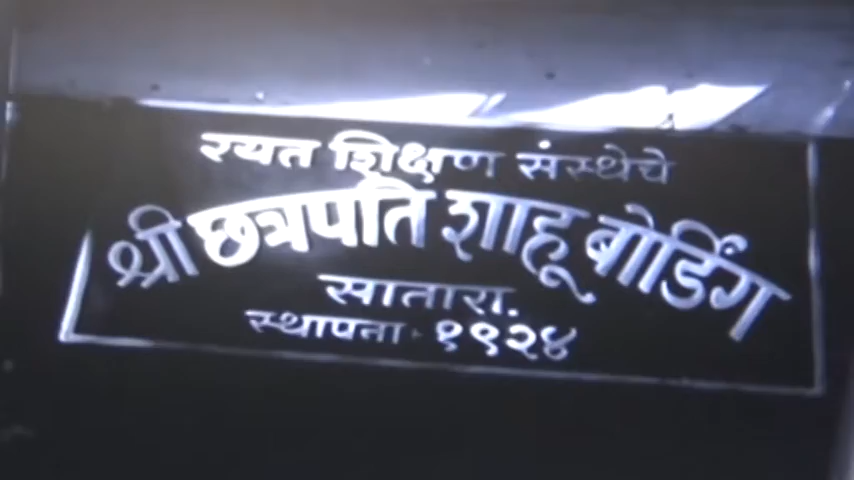 रयत शिक्षण संस्थेचे
श्री छत्रपति शाहू बोर्डिंग
सातारा.
स्थापना - १९२४